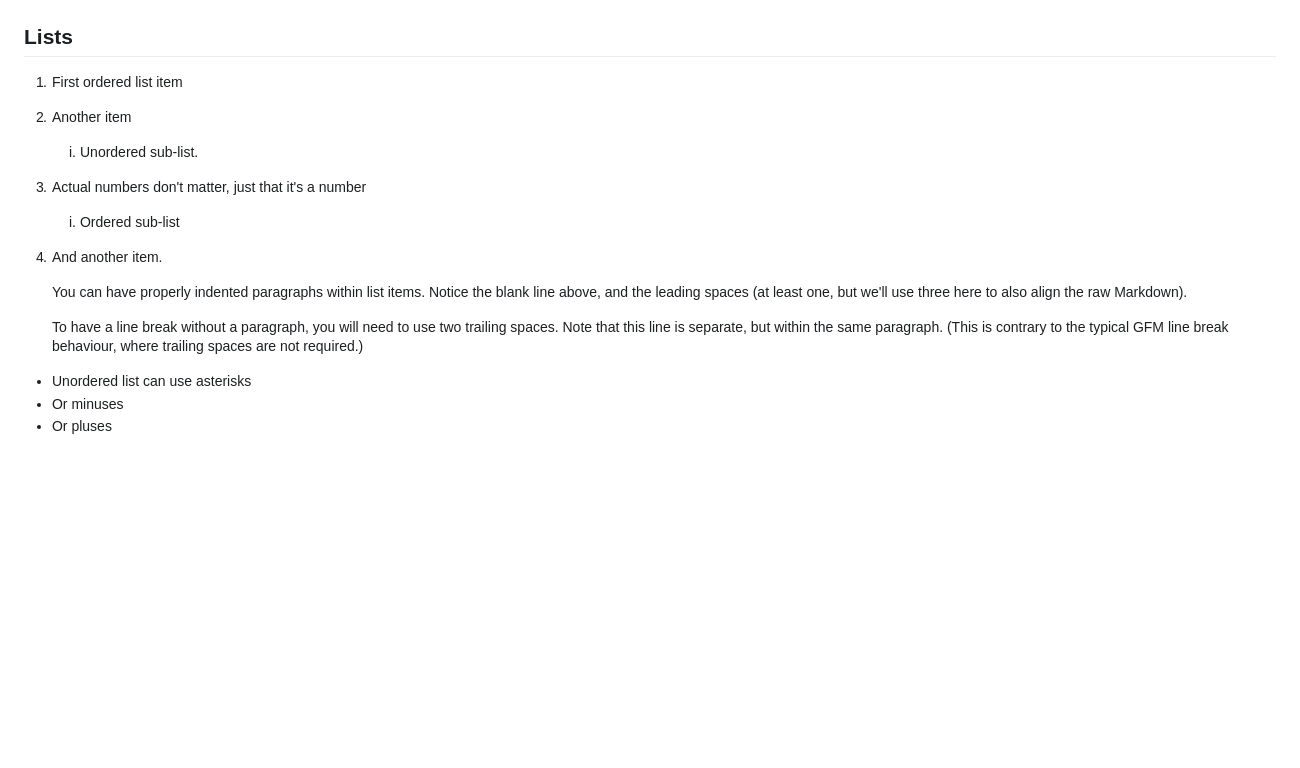 Lists
1. First ordered list item
2. Another item
i. Unordered sub-list.
3. Actual numbers don't matter, just that it's a number
i. Ordered sub-list
4. And another item.
You can have properly indented paragraphs within list items. Notice the blank line above, and the leading spaces (at least one, but we'll use three here to also align the raw Markdown).
To have a line break without a paragraph, you will need to use two trailing spaces. Note that this line is separate, but within the same paragraph. (This is contrary to the typical GFM line break
behaviour, where trailing spaces are not required.)
• Unordered list can use asterisks
• Or minuses
• Or pluses